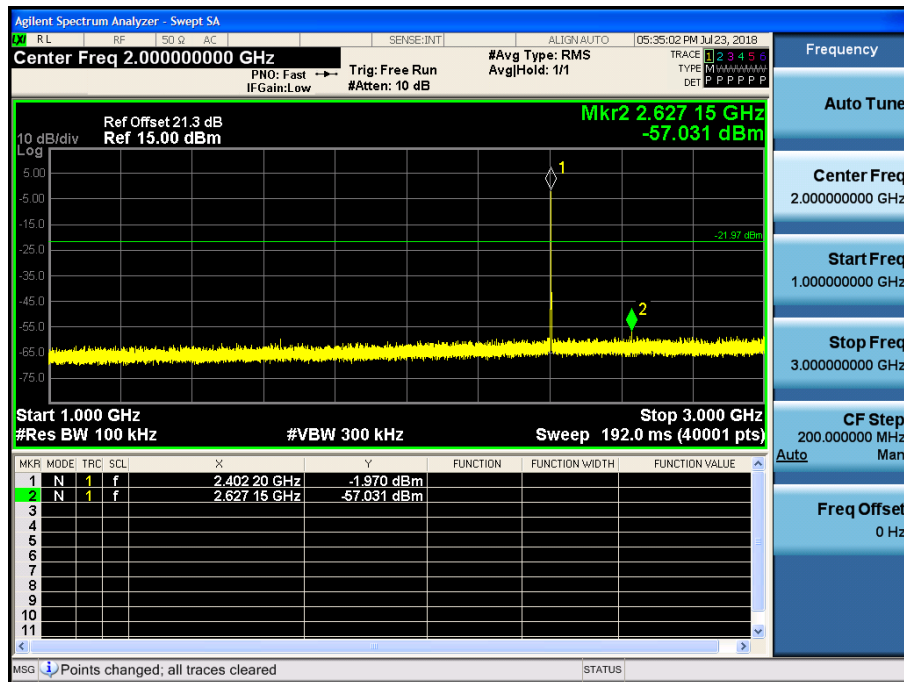 Agilent Spectrum Analyzer - Swept SA
LXI RL RF 50 Ω AC SENSE:INT ALIGN AUTO 05:35:02 PM Jul 23, 2018
Center Freq 2.000000000 GHz
PNO: Fast
IFGain:Low
Trig: Free Run
#Atten: 10 dB
#Avg Type: RMS
Avg|Hold: 1/1
TRACE 1 2 3 4 5 6
TYPE M W W W W W
DET P P P P P P
Mkr2 2.627 15 GHz
-57.031 dBm
Ref Offset 21.3 dB
Ref 15.00 dBm
10 dB/div
Log
5.00
-5.00
-15.0
-25.0
-35.0
-45.0
-55.0
-65.0
-75.0
1
-21.97 dBm
2
Start 1.000 GHz
Stop 3.000 GHz
#Res BW 100 kHz
#VBW 300 kHz
Sweep 192.0 ms (40001 pts)
MKR MODE TRC SCL X Y FUNCTION FUNCTION WIDTH FUNCTION VALUE
1 N 1 f 2.402 20 GHz -1.970 dBm
2 N 1 f 2.627 15 GHz -57.031 dBm
3
4
5
6
7
8
9
10
11
MSG Points changed; all traces cleared
STATUS
Frequency
Auto Tune
Center Freq
2.000000000 GHz
Start Freq
1.000000000 GHz
Stop Freq
3.000000000 GHz
CF Step
200.000000 MHz
Auto Man
Freq Offset
0 Hz